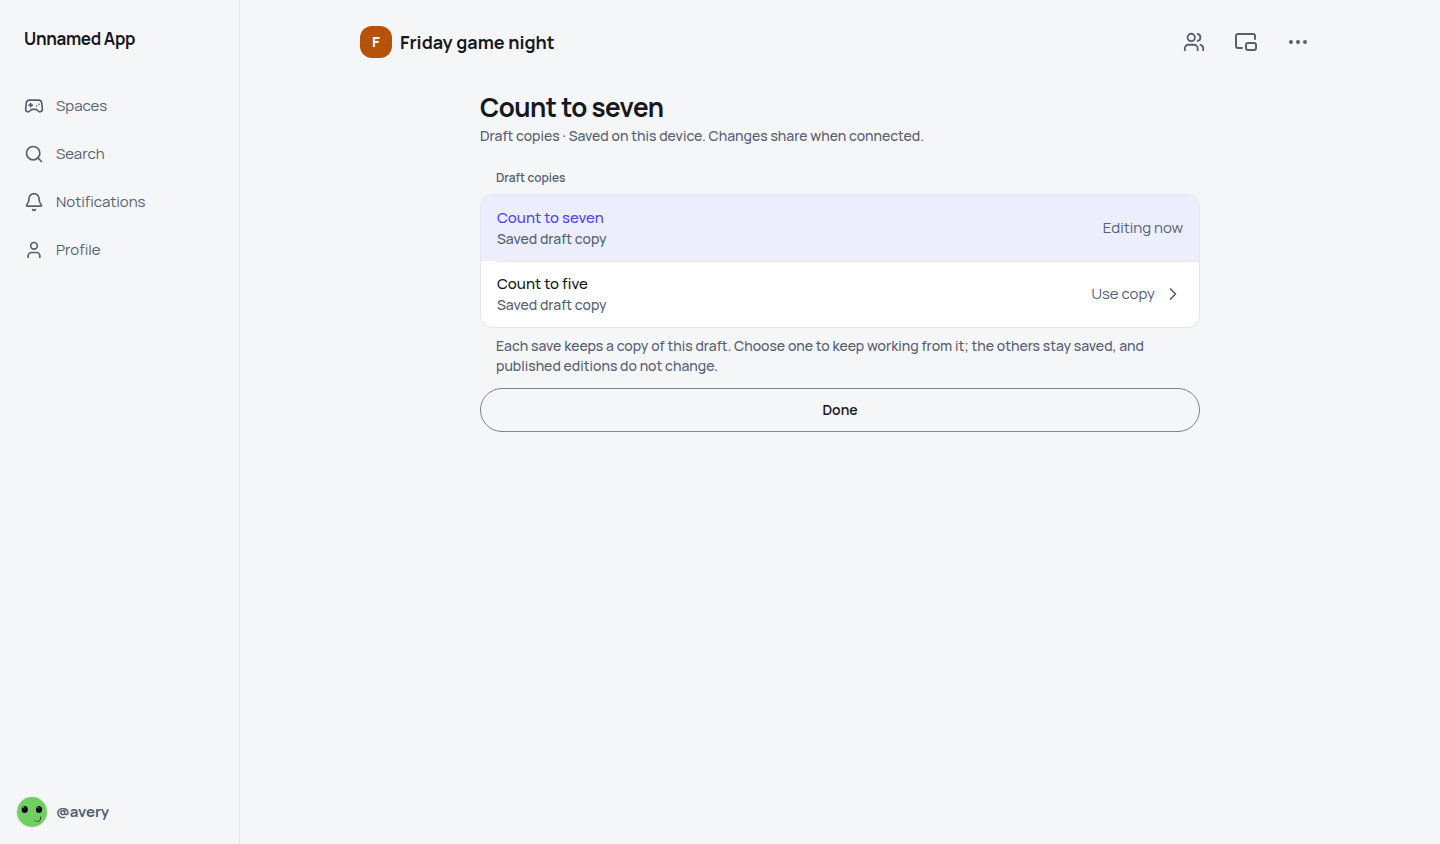 Unnamed App
Spaces
Search
Notifications
Profile
@avery
F
Friday game night
Count to seven
Draft copies · Saved on this device. Changes share when connected.
Draft copies
Count to seven
Saved draft copy
Editing now
Count to five
Saved draft copy
Use copy
Each save keeps a copy of this draft. Choose one to keep working from it; the others stay saved, and
published editions do not change.
Done